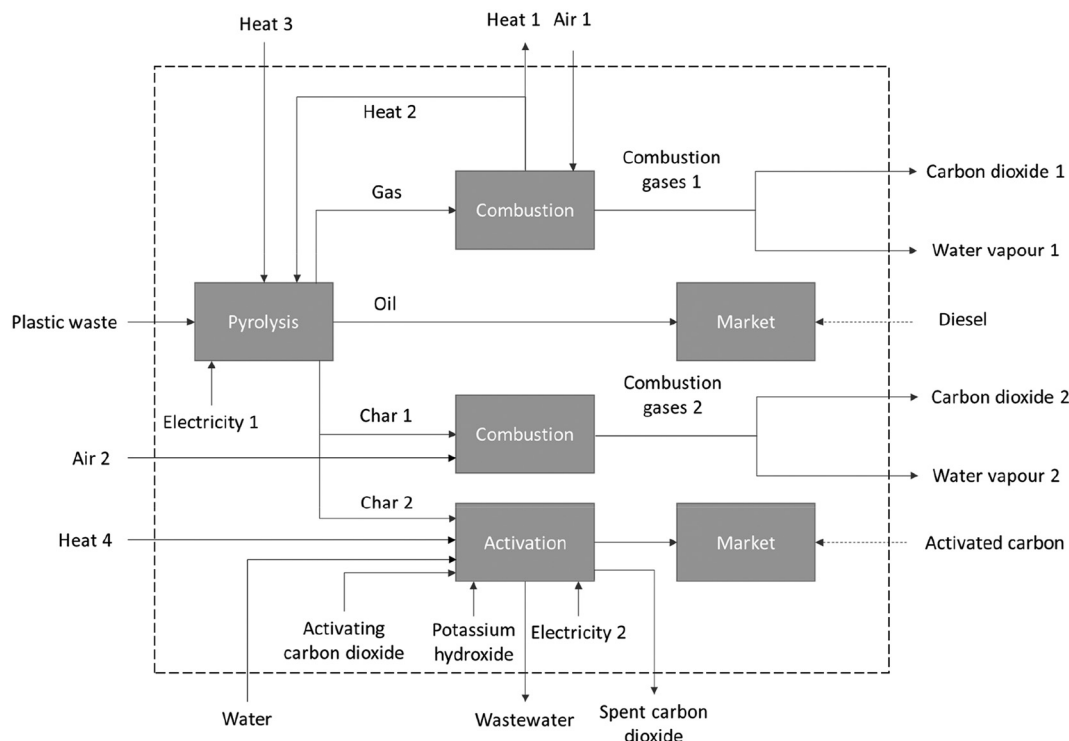 Heat 3
Heat 1
Air 1
Heat 2
Combustion
gases 1
Carbon dioxide 1
Gas
Combustion
Water vapour 1
Oil
Plastic waste
Pyrolysis
Market
Diesel
Combustion
gases 2
Carbon dioxide 2
Electricity 1
Char 1
Combustion
Air 2
Water vapour 2
Char 2
Heat 4
Activation
Market
Activated carbon
Activating
carbon dioxide
Potassium
hydroxide
Electricity 2
Water
Wastewater
Spent carbon
dioxide